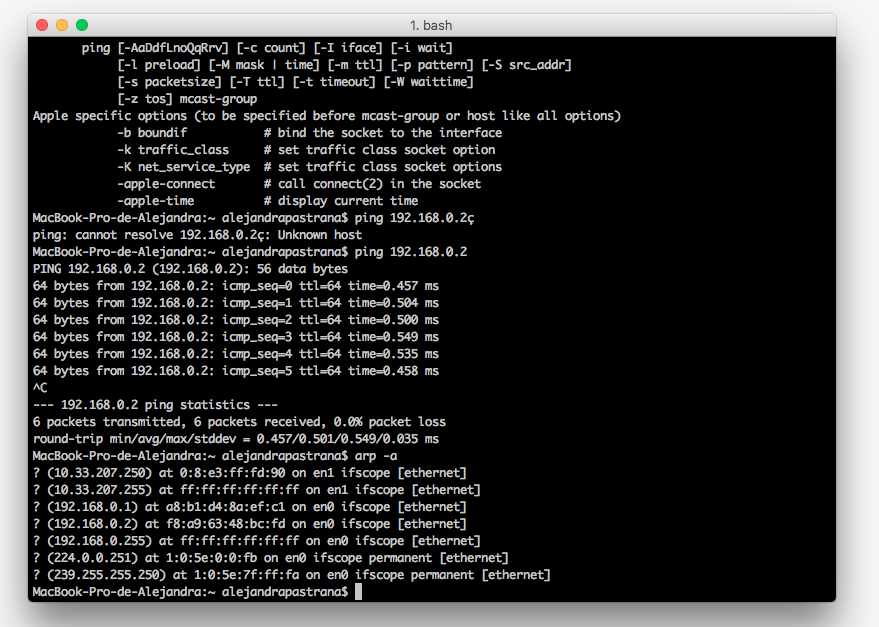 1. bash
ping [-AaDdfLnoQqRrv] [-c count] [-I iface] [-i wait]
[-l preload] [-M mask | time] [-m ttl] [-p pattern] [-S src_addr]
[-s packetsize] [-T ttl] [-t timeout] [-W waittime]
[-z tos] mcast-group
Apple specific options (to be specified before mcast-group or host like all options)
-b boundif # bind the socket to the interface
-k traffic_class # set traffic class socket option
-K net_service_type # set traffic class socket options
-apple-connect # call connect(2) in the socket
-apple-time # display current time
MacBook-Pro-de-Alejandra:~ alejandrapastrana$ ping 192.168.0.2ç
ping: cannot resolve 192.168.0.2ç: Unknown host
MacBook-Pro-de-Alejandra:~ alejandrapastrana$ ping 192.168.0.2
PING 192.168.0.2 (192.168.0.2): 56 data bytes
64 bytes from 192.168.0.2: icmp_seq=0 ttl=64 time=0.457 ms
64 bytes from 192.168.0.2: icmp_seq=1 ttl=64 time=0.504 ms
64 bytes from 192.168.0.2: icmp_seq=2 ttl=64 time=0.500 ms
64 bytes from 192.168.0.2: icmp_seq=3 ttl=64 time=0.549 ms
64 bytes from 192.168.0.2: icmp_seq=4 ttl=64 time=0.535 ms
64 bytes from 192.168.0.2: icmp_seq=5 ttl=64 time=0.458 ms
^C
--- 192.168.0.2 ping statistics ---
6 packets transmitted, 6 packets received, 0.0% packet loss
round-trip min/avg/max/stddev = 0.457/0.501/0.549/0.035 ms
MacBook-Pro-de-Alejandra:~ alejandrapastrana$ arp -a
? (10.33.207.250) at 0:8:e3:ff:fd:90 on en1 ifscope [ethernet]
? (10.33.207.255) at ff:ff:ff:ff:ff:ff on en1 ifscope [ethernet]
? (192.168.0.1) at a8:b1:d4:8a:ef:c1 on en0 ifscope [ethernet]
? (192.168.0.2) at f8:a9:63:48:bc:fd on en0 ifscope [ethernet]
? (192.168.0.255) at ff:ff:ff:ff:ff:ff on en0 ifscope [ethernet]
? (224.0.0.251) at 1:0:5e:0:0:fb on en0 ifscope permanent [ethernet]
? (239.255.255.250) at 1:0:5e:7f:ff:fa on en0 ifscope permanent [ethernet]
MacBook-Pro-de-Alejandra:~ alejandrapastrana$